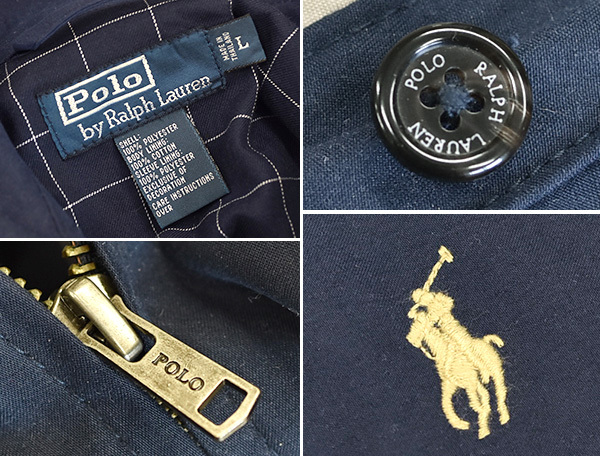 Polo
by Ralph Lauren
L
MADE IN
THAILAND
SHELL:
100% POLYESTER
BODY LINING:
100% COTTON
SLEEVE LINING:
100% POLYESTER
EXCLUSIVE OF
DECORATION
CARE INSTRUCTIONS
OVER
POLO RALPH LAUREN
POLO